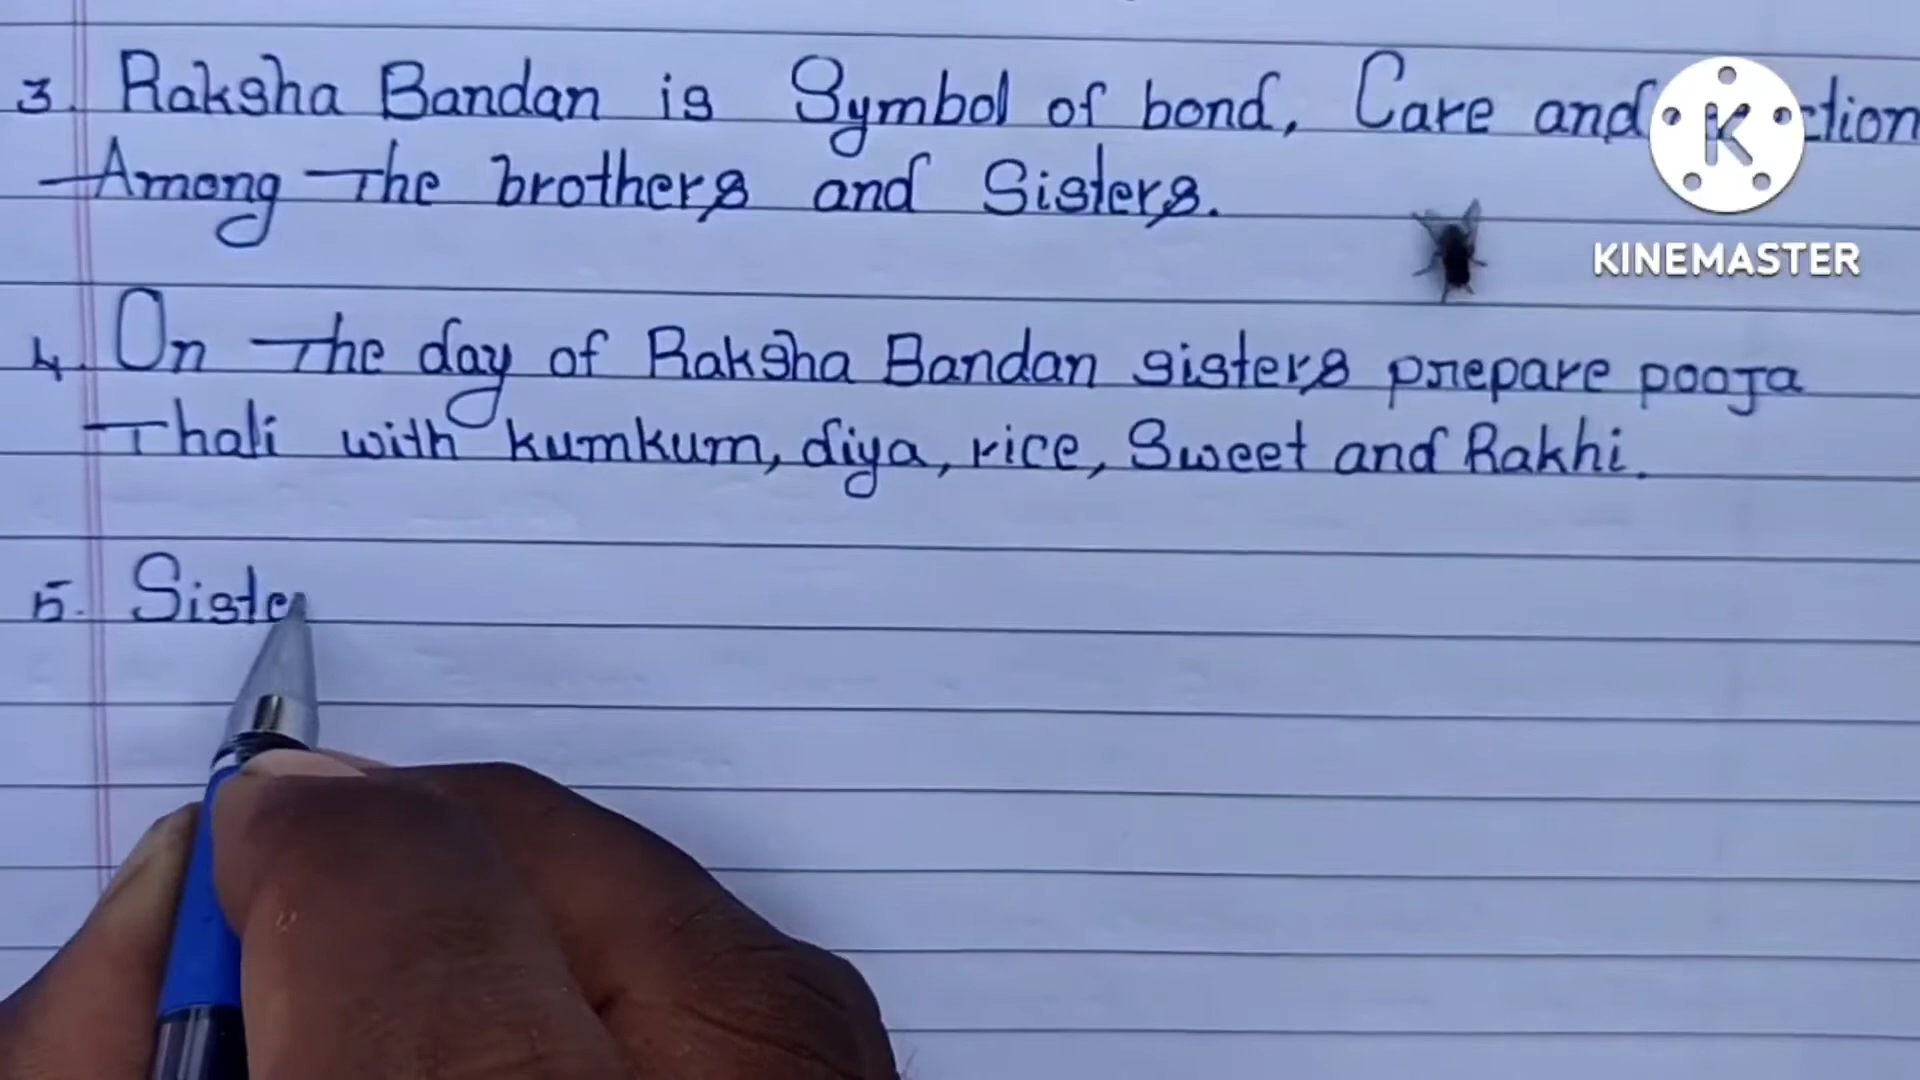 3. Raksha Bandan is Symbol of bond, Care and
Among The brothers and Sisters.
KINEMASTER
4. On The day of Raksha Bandan sisters prepare pooja
Thali with kumkum, diya, rice, Sweet and Rakhi.
5. Siste